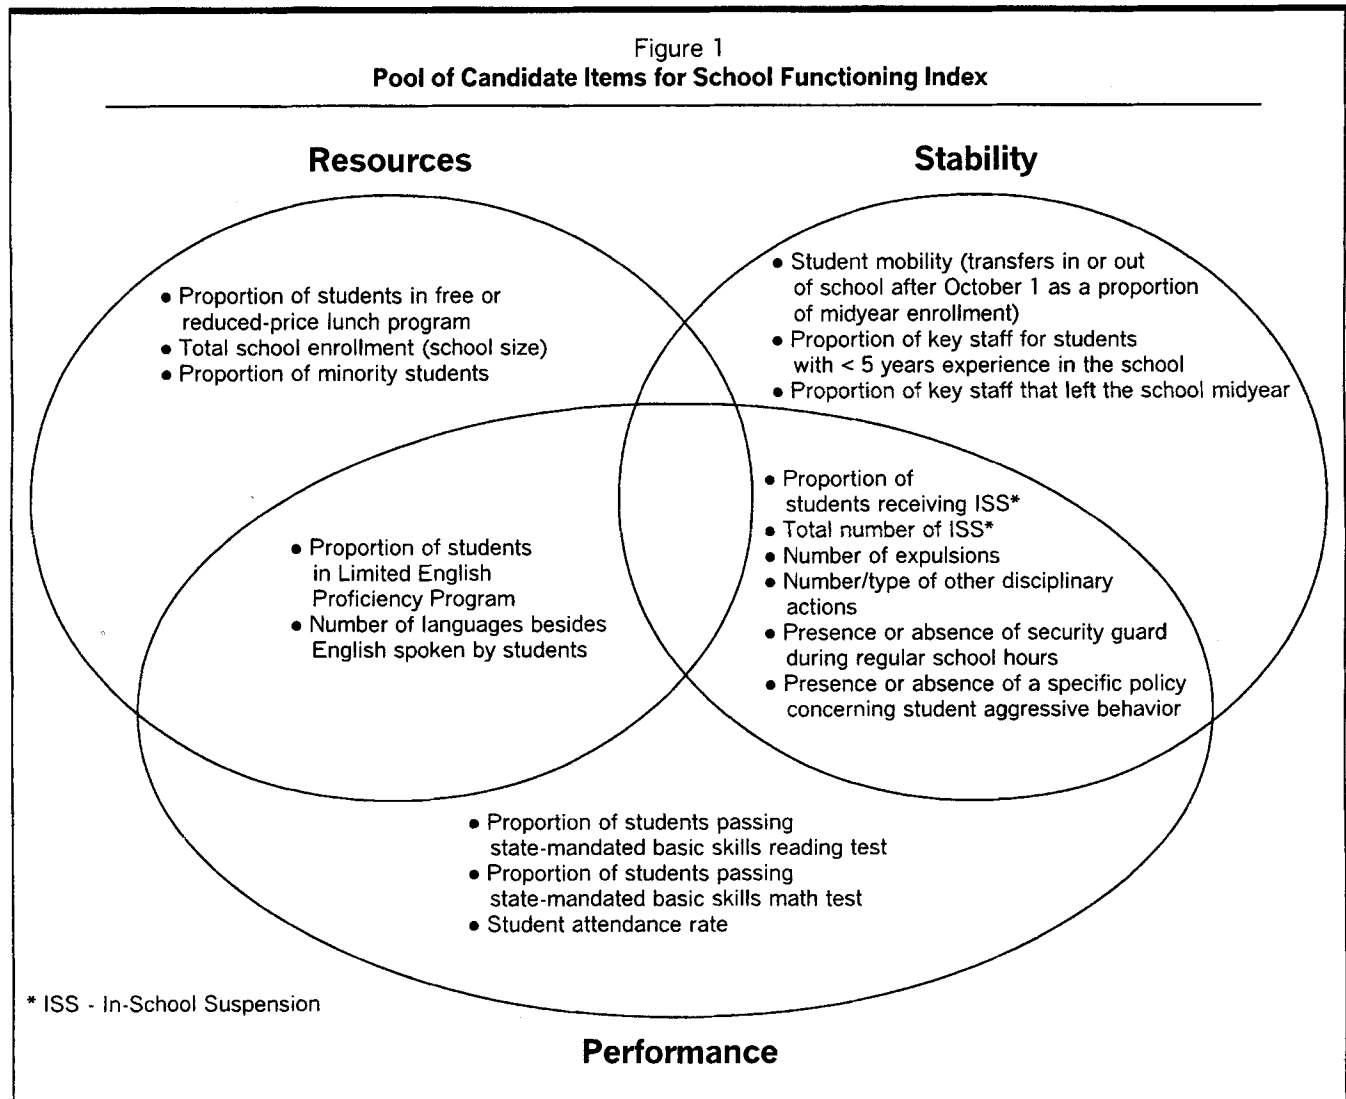 Figure 1
Pool of Candidate Items for School Functioning Index
Resources
Stability
• Proportion of students in free or
reduced-price lunch program
• Total school enrollment (school size)
• Proportion of minority students
• Student mobility (transfers in or out
of school after October 1 as a proportion
of midyear enrollment)
• Proportion of key staff for students
with < 5 years experience in the school
• Proportion of key staff that left the school midyear
• Proportion of students
in Limited English
Proficiency Program
• Number of languages besides
English spoken by students
• Proportion of
students receiving ISS*
• Total number of ISS*
• Number of expulsions
• Number/type of other disciplinary
actions
• Presence or absence of security guard
during regular school hours
• Presence or absence of a specific policy
concerning student aggressive behavior
• Proportion of students passing
state-mandated basic skills reading test
• Proportion of students passing
state-mandated basic skills math test
• Student attendance rate
* ISS - In-School Suspension
Performance